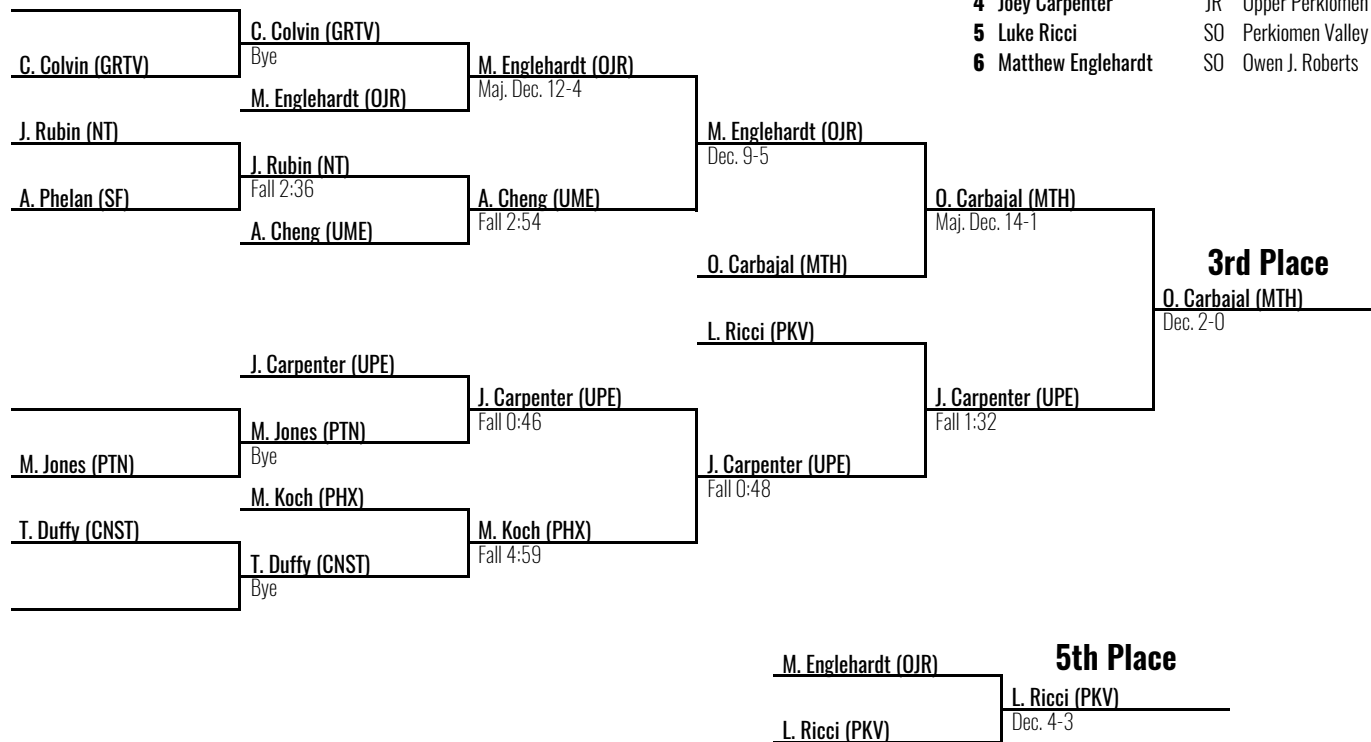 4 Joey Carpenter JR Upper Perkiomen
5 Luke Ricci SO Perkiomen Valley
6 Matthew Englehardt SO Owen J. Roberts
C. Colvin (GRTV)
C. Colvin (GRTV)
Bye
M. Englehardt (OJR)
M. Englehardt (OJR)
Maj. Dec. 12-4
J. Rubin (NT)
A. Phelan (SF)
J. Rubin (NT)
Fall 2:36
A. Cheng (UME)
A. Cheng (UME)
Fall 2:54
M. Englehardt (OJR)
Dec. 9-5
O. Carbajal (MTH)
O. Carbajal (MTH)
Maj. Dec. 14-1
3rd Place
O. Carbajal (MTH)
Dec. 2-0
L. Ricci (PKV)
J. Carpenter (UPE)
M. Jones (PTN)
M. Jones (PTN)
Bye
J. Carpenter (UPE)
Fall 0:46
J. Carpenter (UPE)
Fall 1:32
J. Carpenter (UPE)
Fall 0:48
M. Koch (PHX)
T. Duffy (CNST)
T. Duffy (CNST)
Bye
M. Koch (PHX)
Fall 4:59
5th Place
M. Englehardt (OJR)
L. Ricci (PKV)
L. Ricci (PKV)
Dec. 4-3